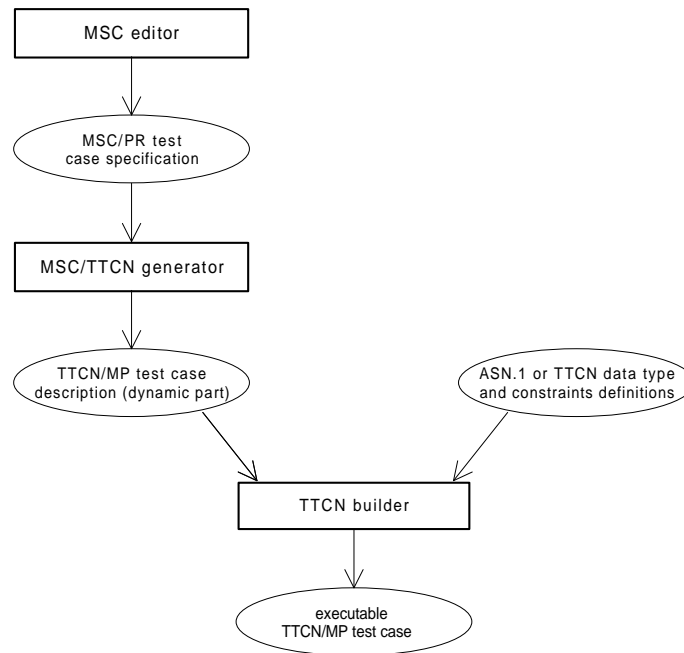 MSC editor
MSC/PR test
case specification
MSC/TTCN generator
TTCN/MP test case
description (dynamic part)
ASN.1 or TTCN data type
and constraints definitions
TTCN builder
executable
TTCN/MP test case